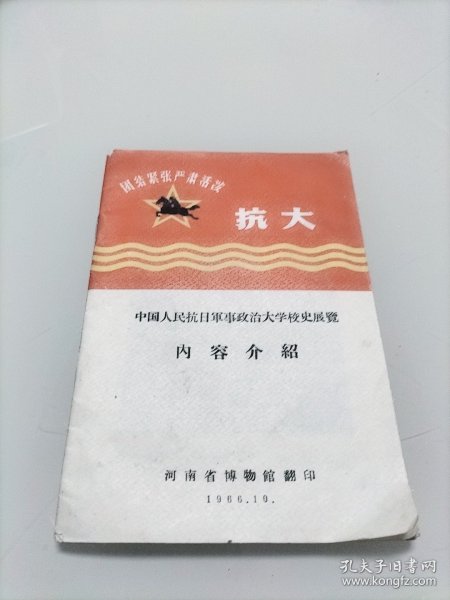 团结紧张严肃活泼
抗大
中国人民抗日軍事政治大学校史展覽
內容介紹
河南省博物館翻印
1966.10.
孔夫子旧书网
www.kongfz.com